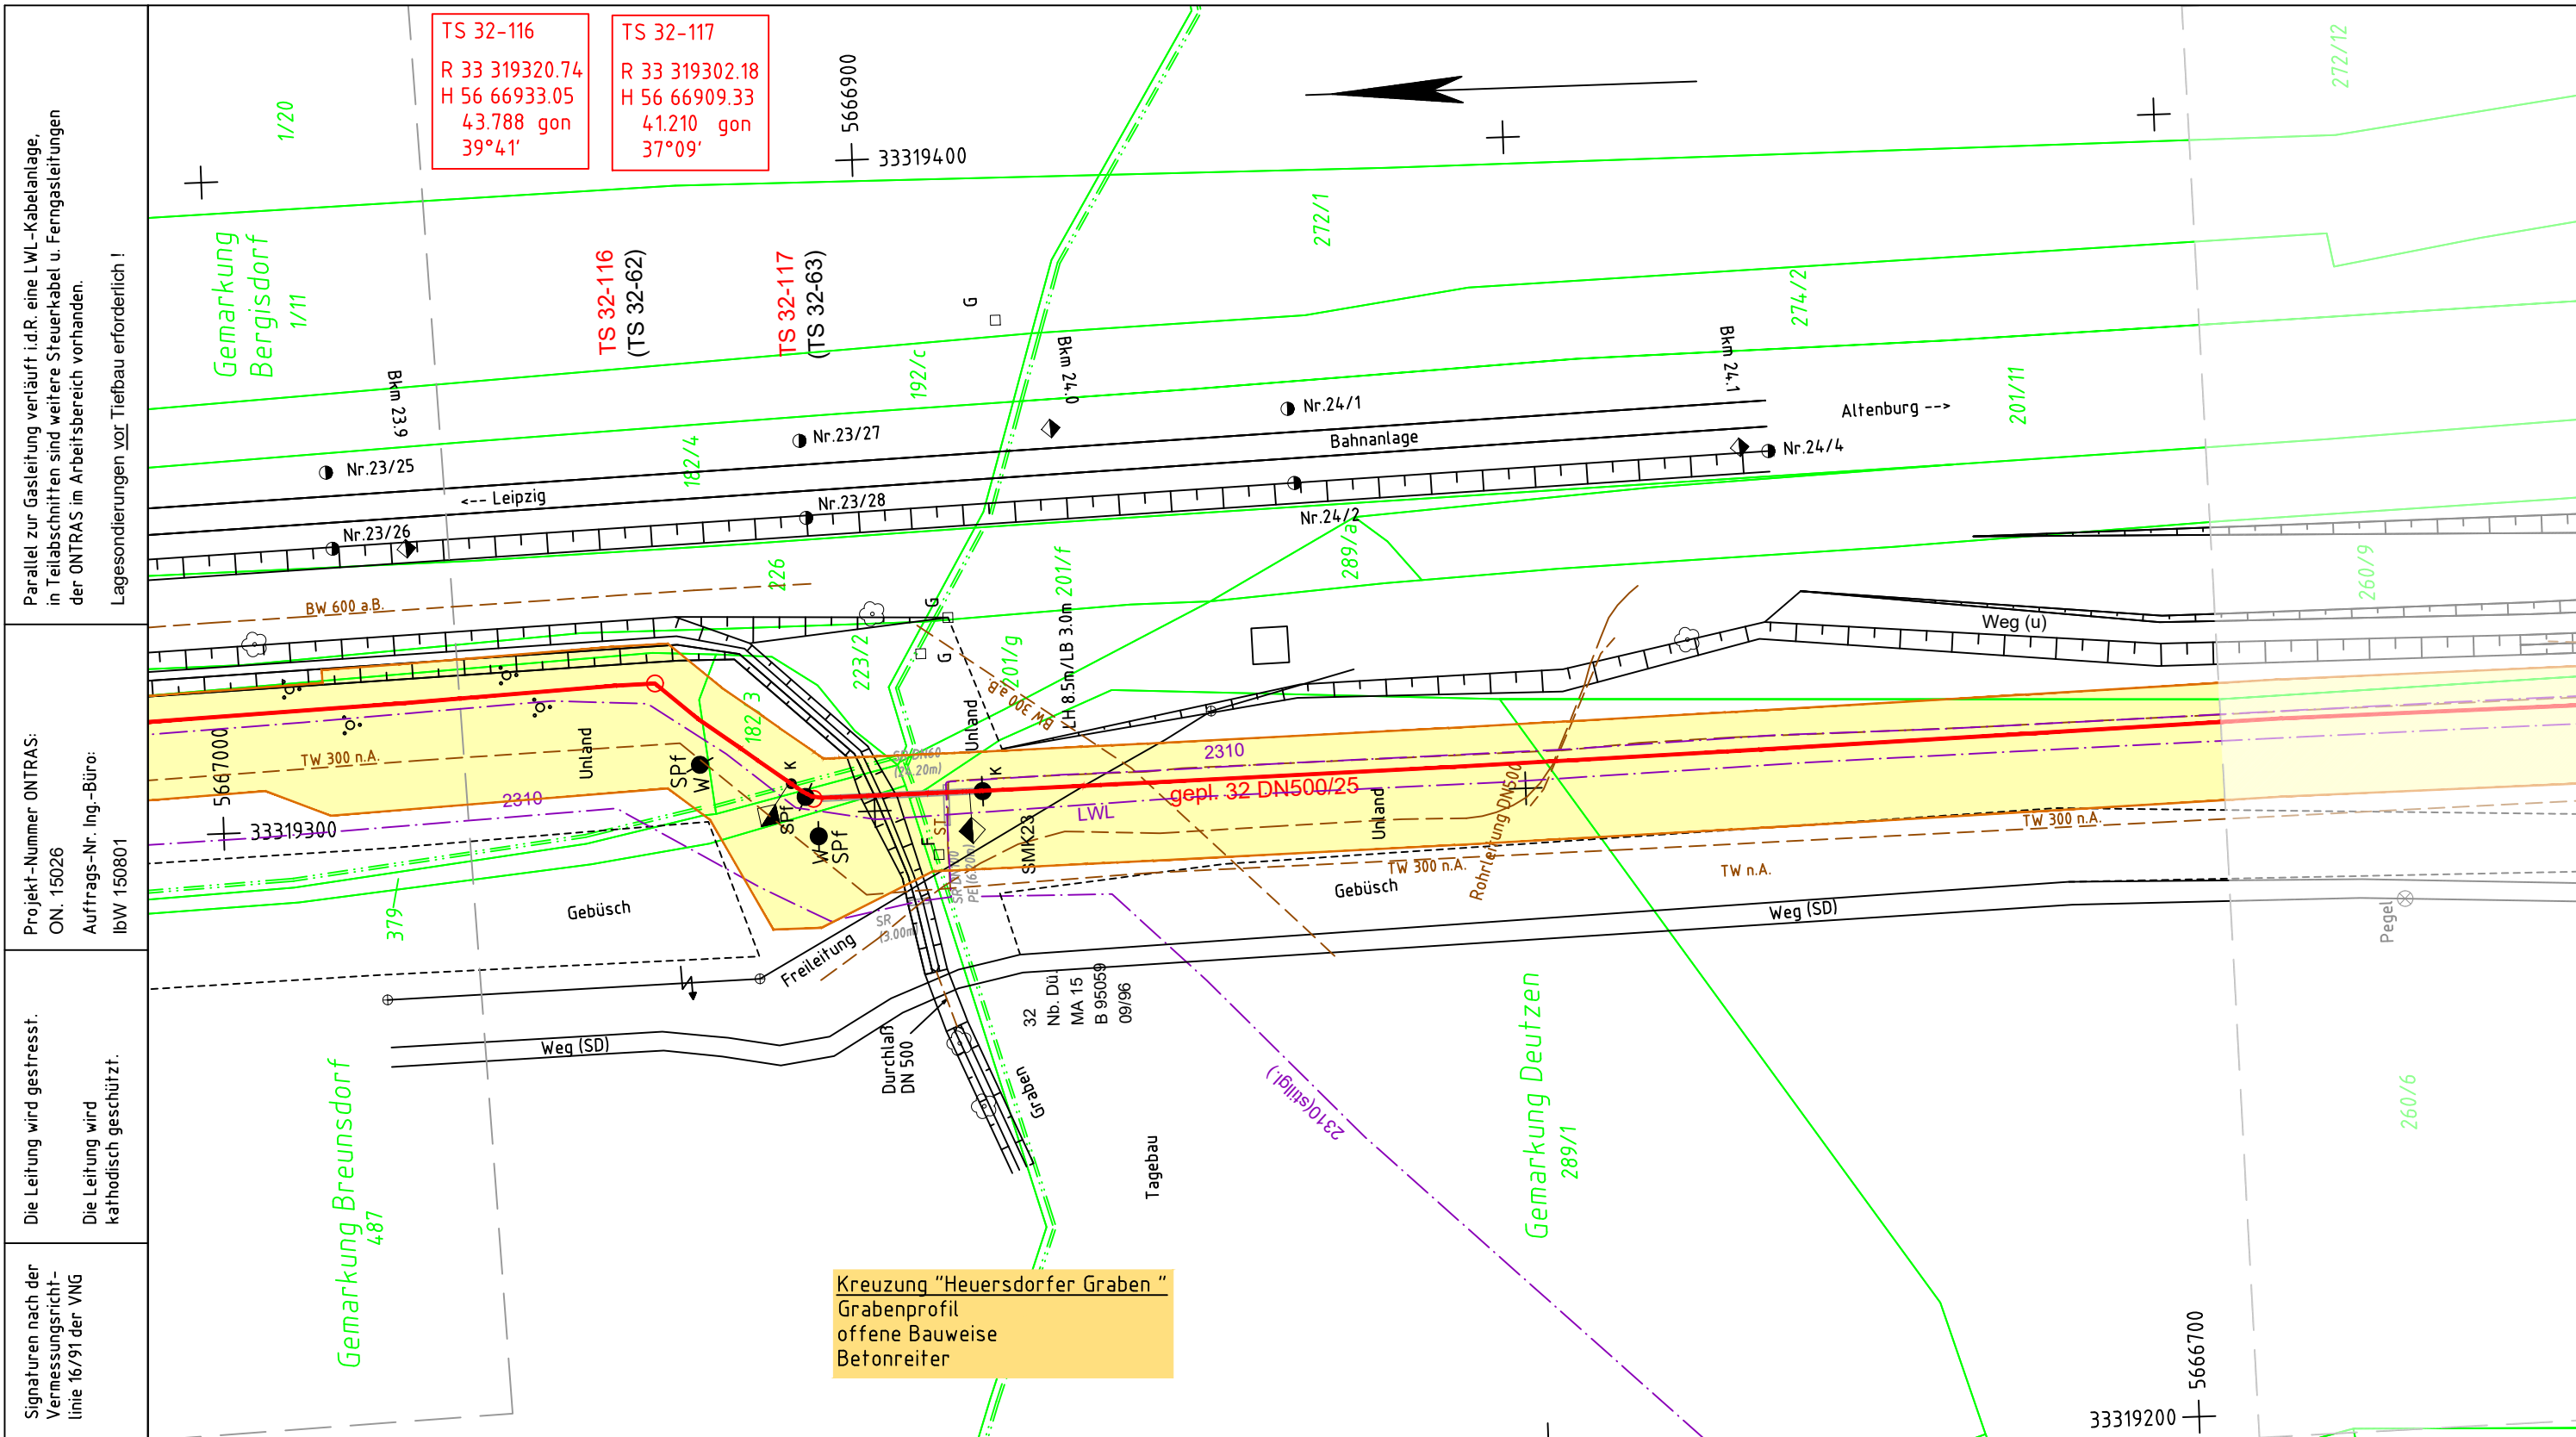 Parallel zur Gasleitung verläuft i.d.R. eine LWL-Kabelanlage,
in Teilabschnitten sind weitere Steuerkabel u. Ferngasleitungen
der ONTRAS im Arbeitsbereich vorhanden.
Lagesondierungen vor Tiefbau erforderlich !
Projekt-Nummer ONTRAS:
ON. 15026
Auftrags-Nr. Ing.-Büro:
IbW 150801
Die Leitung wird gestresst.
Die Leitung wird
kathodisch geschützt.
Signaturen nach der
Vermessungsricht-
linie 16/91 der VNG
TS 32-116
R 33 319320.74
H 56 66933.05
43.788 gon
39°41'
TS 32-117
R 33 319302.18
H 56 66909.33
41.210 gon
37°09'
5666900
33319400
272/12
1/20
Gemarkung
Bergisdorf
1/11
TS 32-116
(TS 32-62)
TS 32-117
(TS 32-63)
G
272/1
274/2
192/c
Bkm 23.9
Bkm 24.0
Bkm 24.1
201/11
Altenburg -->
Nr.24/1
Nr.23/27
Bahnanlage
Nr.24/4
Nr.23/25
182/4
<-- Leipzig
Nr.23/28
Nr.24/2
Nr.23/26
226
201/f
289/a
260/9
BW 600 a.B.
G
G
223/2
201/g
LH 8.5m/LB 3.0m
Weg (u)
BW 300 a.B.
182
3
Unland
Unland
5667000
TW 300 n.A.
SPf
W
K
SR/DN60
K
2310
gepl. 32 DN500/25
2310
LWL
Unland
Rohrleitung DN500
33319300
SPf
W
SPf
F
ST
SMK23
TW 300 n.A.
TW 300 n.A.
TW n.A.
379
Gebüsch
Gebüsch
SR
(3.00m)
Weg (SD)
Pegel
Freileitung
Weg (SD)
Durchlaß
DN 500
32
Nb. Dü.
MA 15
B 95059
09/96
Graben
Gemarkung Breunsdorf
487
Tagebau
2310(stillgl.)
Gemarkung Deutzen
289/1
260/6
Kreuzung "Heuersdorfer Graben "
Grabenprofil
offene Bauweise
Betonreiter
5666700
33319200